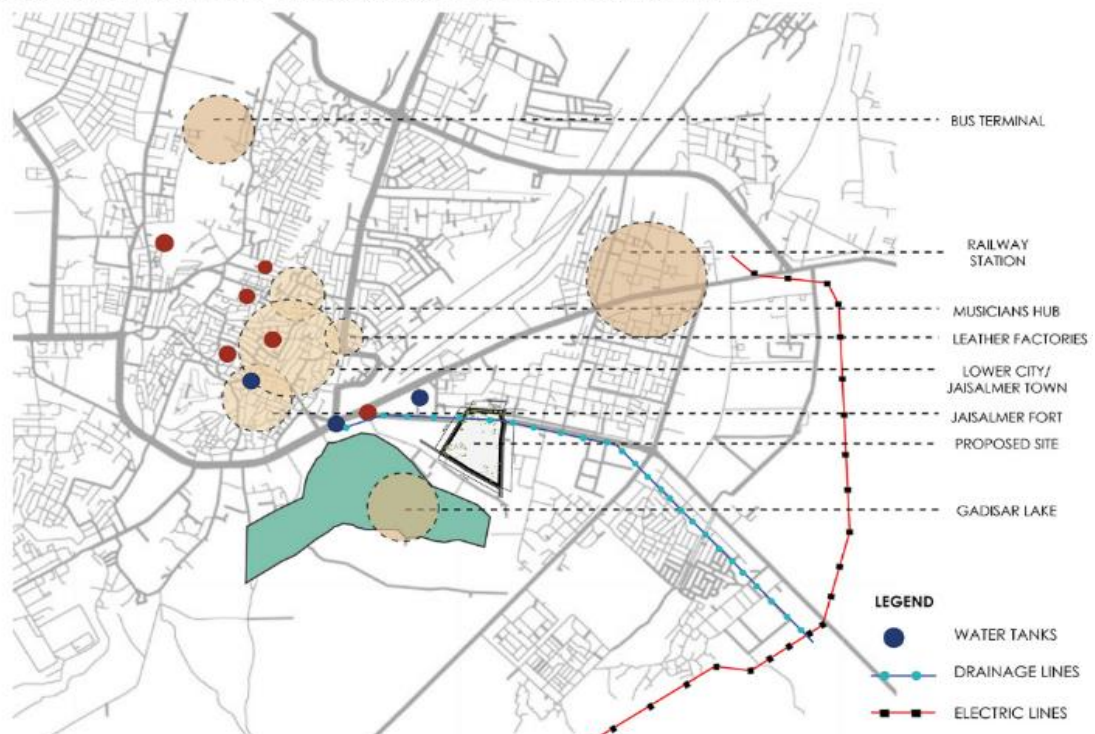 BUS TERMINAL
RAILWAY
STATION
MUSICIANS HUB
LEATHER FACTORIES
LOWER CITY/
JAISALMER TOWN
JAISALMER FORT
PROPOSED SITE
GADISAR LAKE
LEGEND
WATER TANKS
DRAINAGE LINES
ELECTRIC LINES